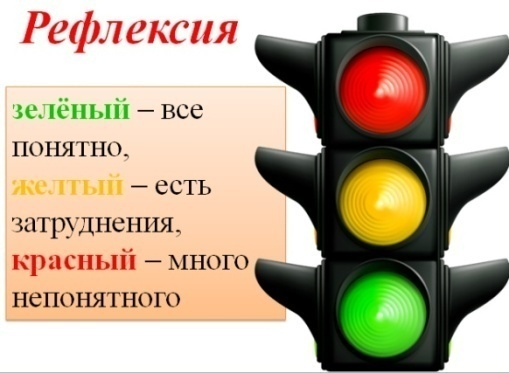 Рефлексия
зелёный – все
понятно,
желтый – есть
затруднения,
красный – много
непонятного